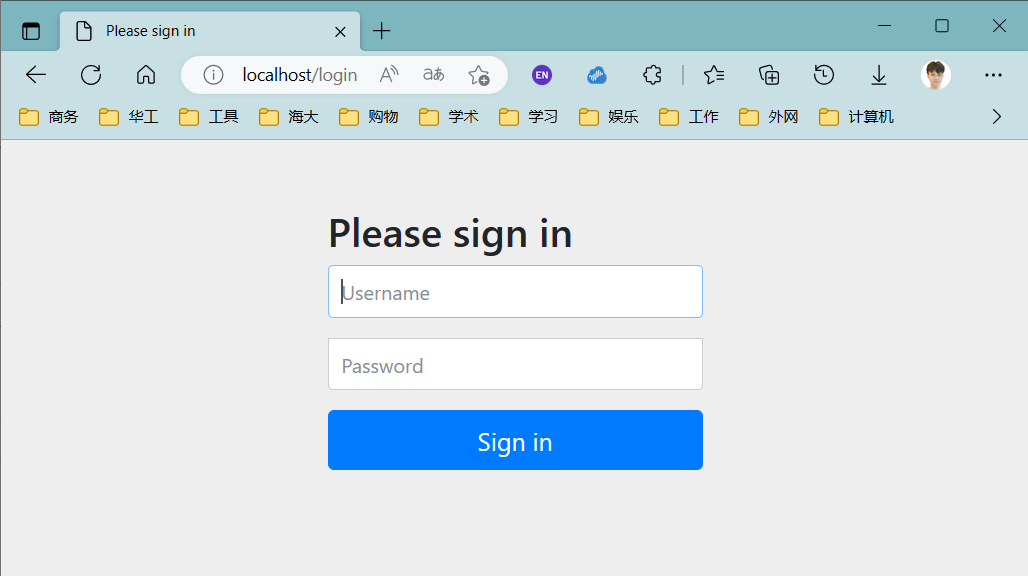 Please sign in
localhost/login
EN
商务 华工 工具 海大 购物 学术 学习 娱乐 工作 外网 计算机
Please sign in
Username
Password
Sign in